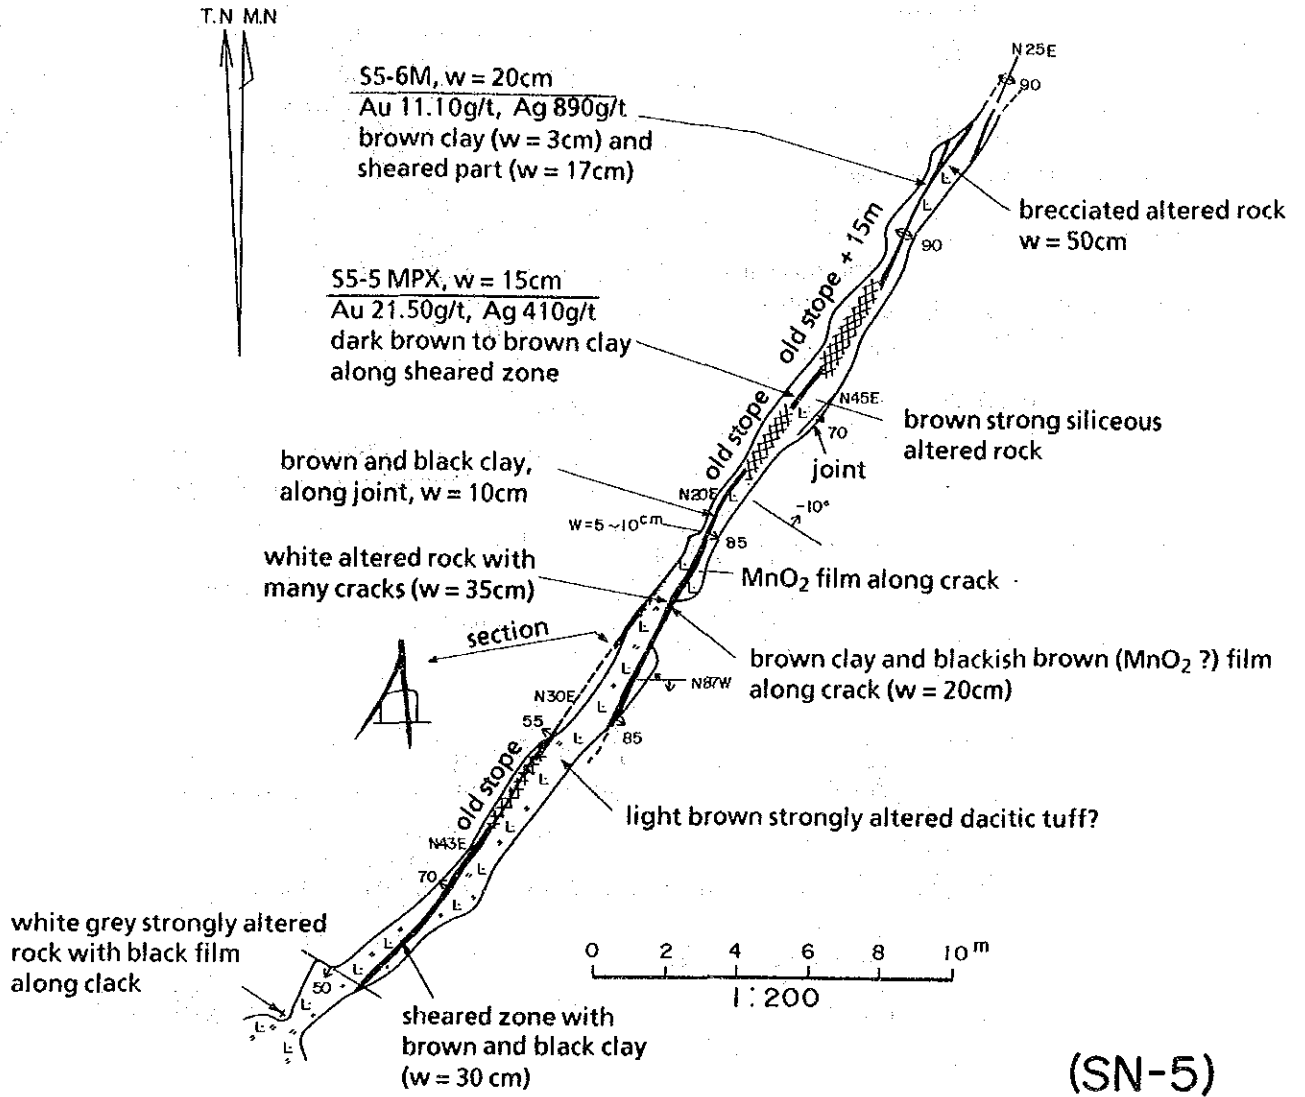 T.N M.N
S5-6M, w = 20cm
Au 11.10g/t, Ag 890g/t
brown clay (w = 3cm) and
sheared part (w = 17cm)
N25E
90
brecciated altered rock
w = 50cm
90
old stope + 15m
S5-5 MPX, w = 15cm
Au 21.50g/t, Ag 410g/t
dark brown to brown clay
along sheared zone
old stope
N45E
70
joint
brown strong siliceous
altered rock
brown and black clay,
along joint, w = 10cm
N20E
W=5~10cm
85
-10°
white altered rock with
many cracks (w = 35cm)
MnO2 film along crack
section
brown clay and blackish brown (MnO2 ?) film
along crack (w = 20cm)
N87W
N30E
55
85
old stope
light brown strongly altered dacitic tuff?
N43E
70
white grey strongly altered
rock with black film
along clack
50
sheared zone with
brown and black clay
(w = 30 cm)
0 2 4 6 8 10 m
1:200
(SN-5)